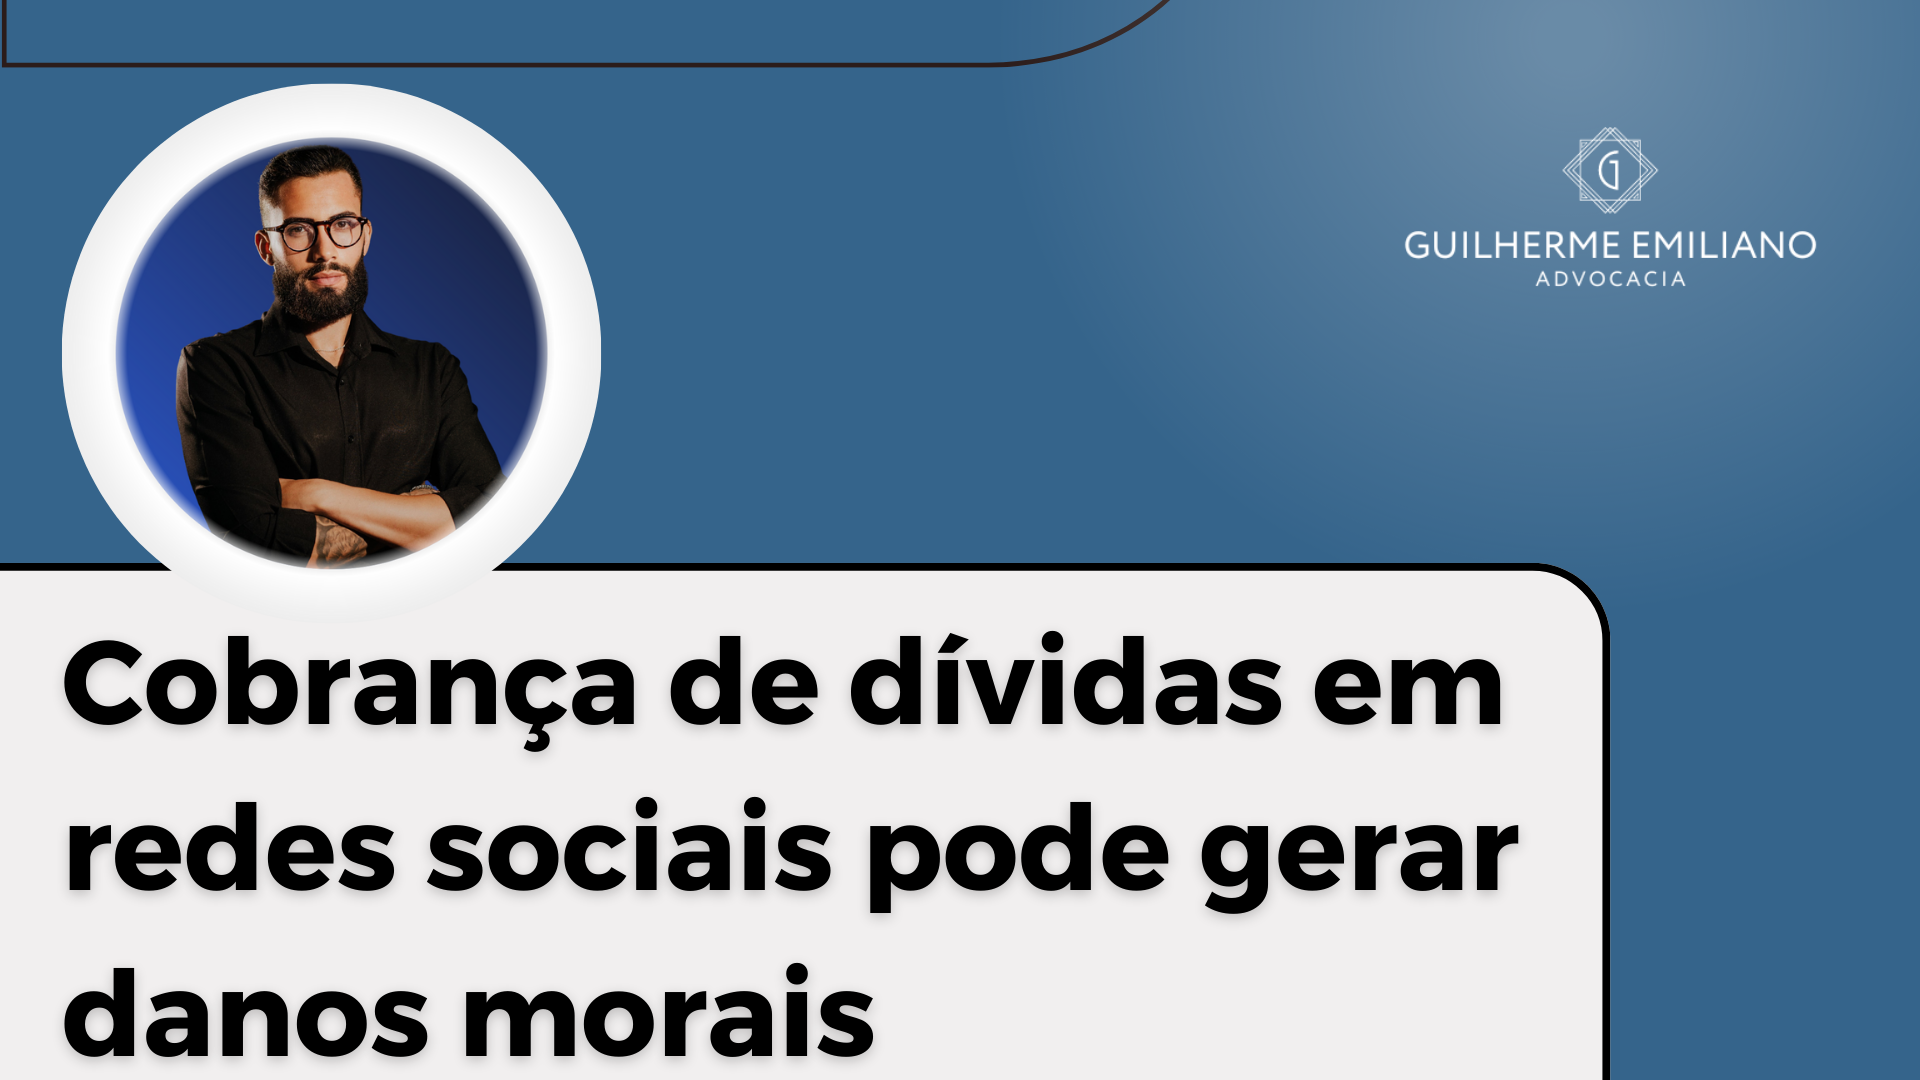 G
GUILHERME EMILIANO
ADVOCACIA
Cobrança de dívidas em
redes sociais pode gerar
danos morais